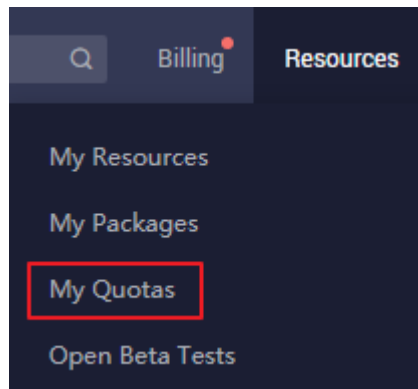 Billing Resources
My Resources
My Packages
My Quotas
Open Beta Tests